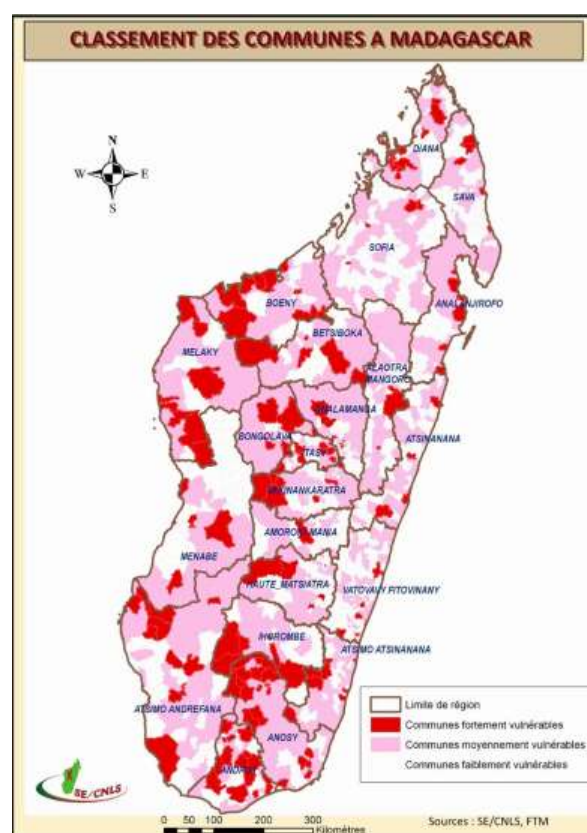 CLASSEMENT DES COMMUNES A MADAGASCAR
N
W
E
S
DIANA
SAVA
SOFIA
ANALANJIROFO
BOENY
BETSIBOKA
MELAKY
ALAOTRA
MANGORO
ANALAMANGA
BONGOLAVA
ITASY
ATSINANANA
VAKINANKARATRA
AMORON'I MANIA
MENABE
HAUTE_MATSIATRA
VATOVAVY FITOVINANY
IHOROMBE
ATSIMO ATSINANANA
ATSIMO ANDREFANA
ANOSY
ANDROY
Limite de région
Communes fortement vulnérables
Communes moyennement vulnérables
Communes faiblement vulnérables
SE/CNLS
0 50 100 200 300
Kilomètres
Sources : SE/CNLS, FTM